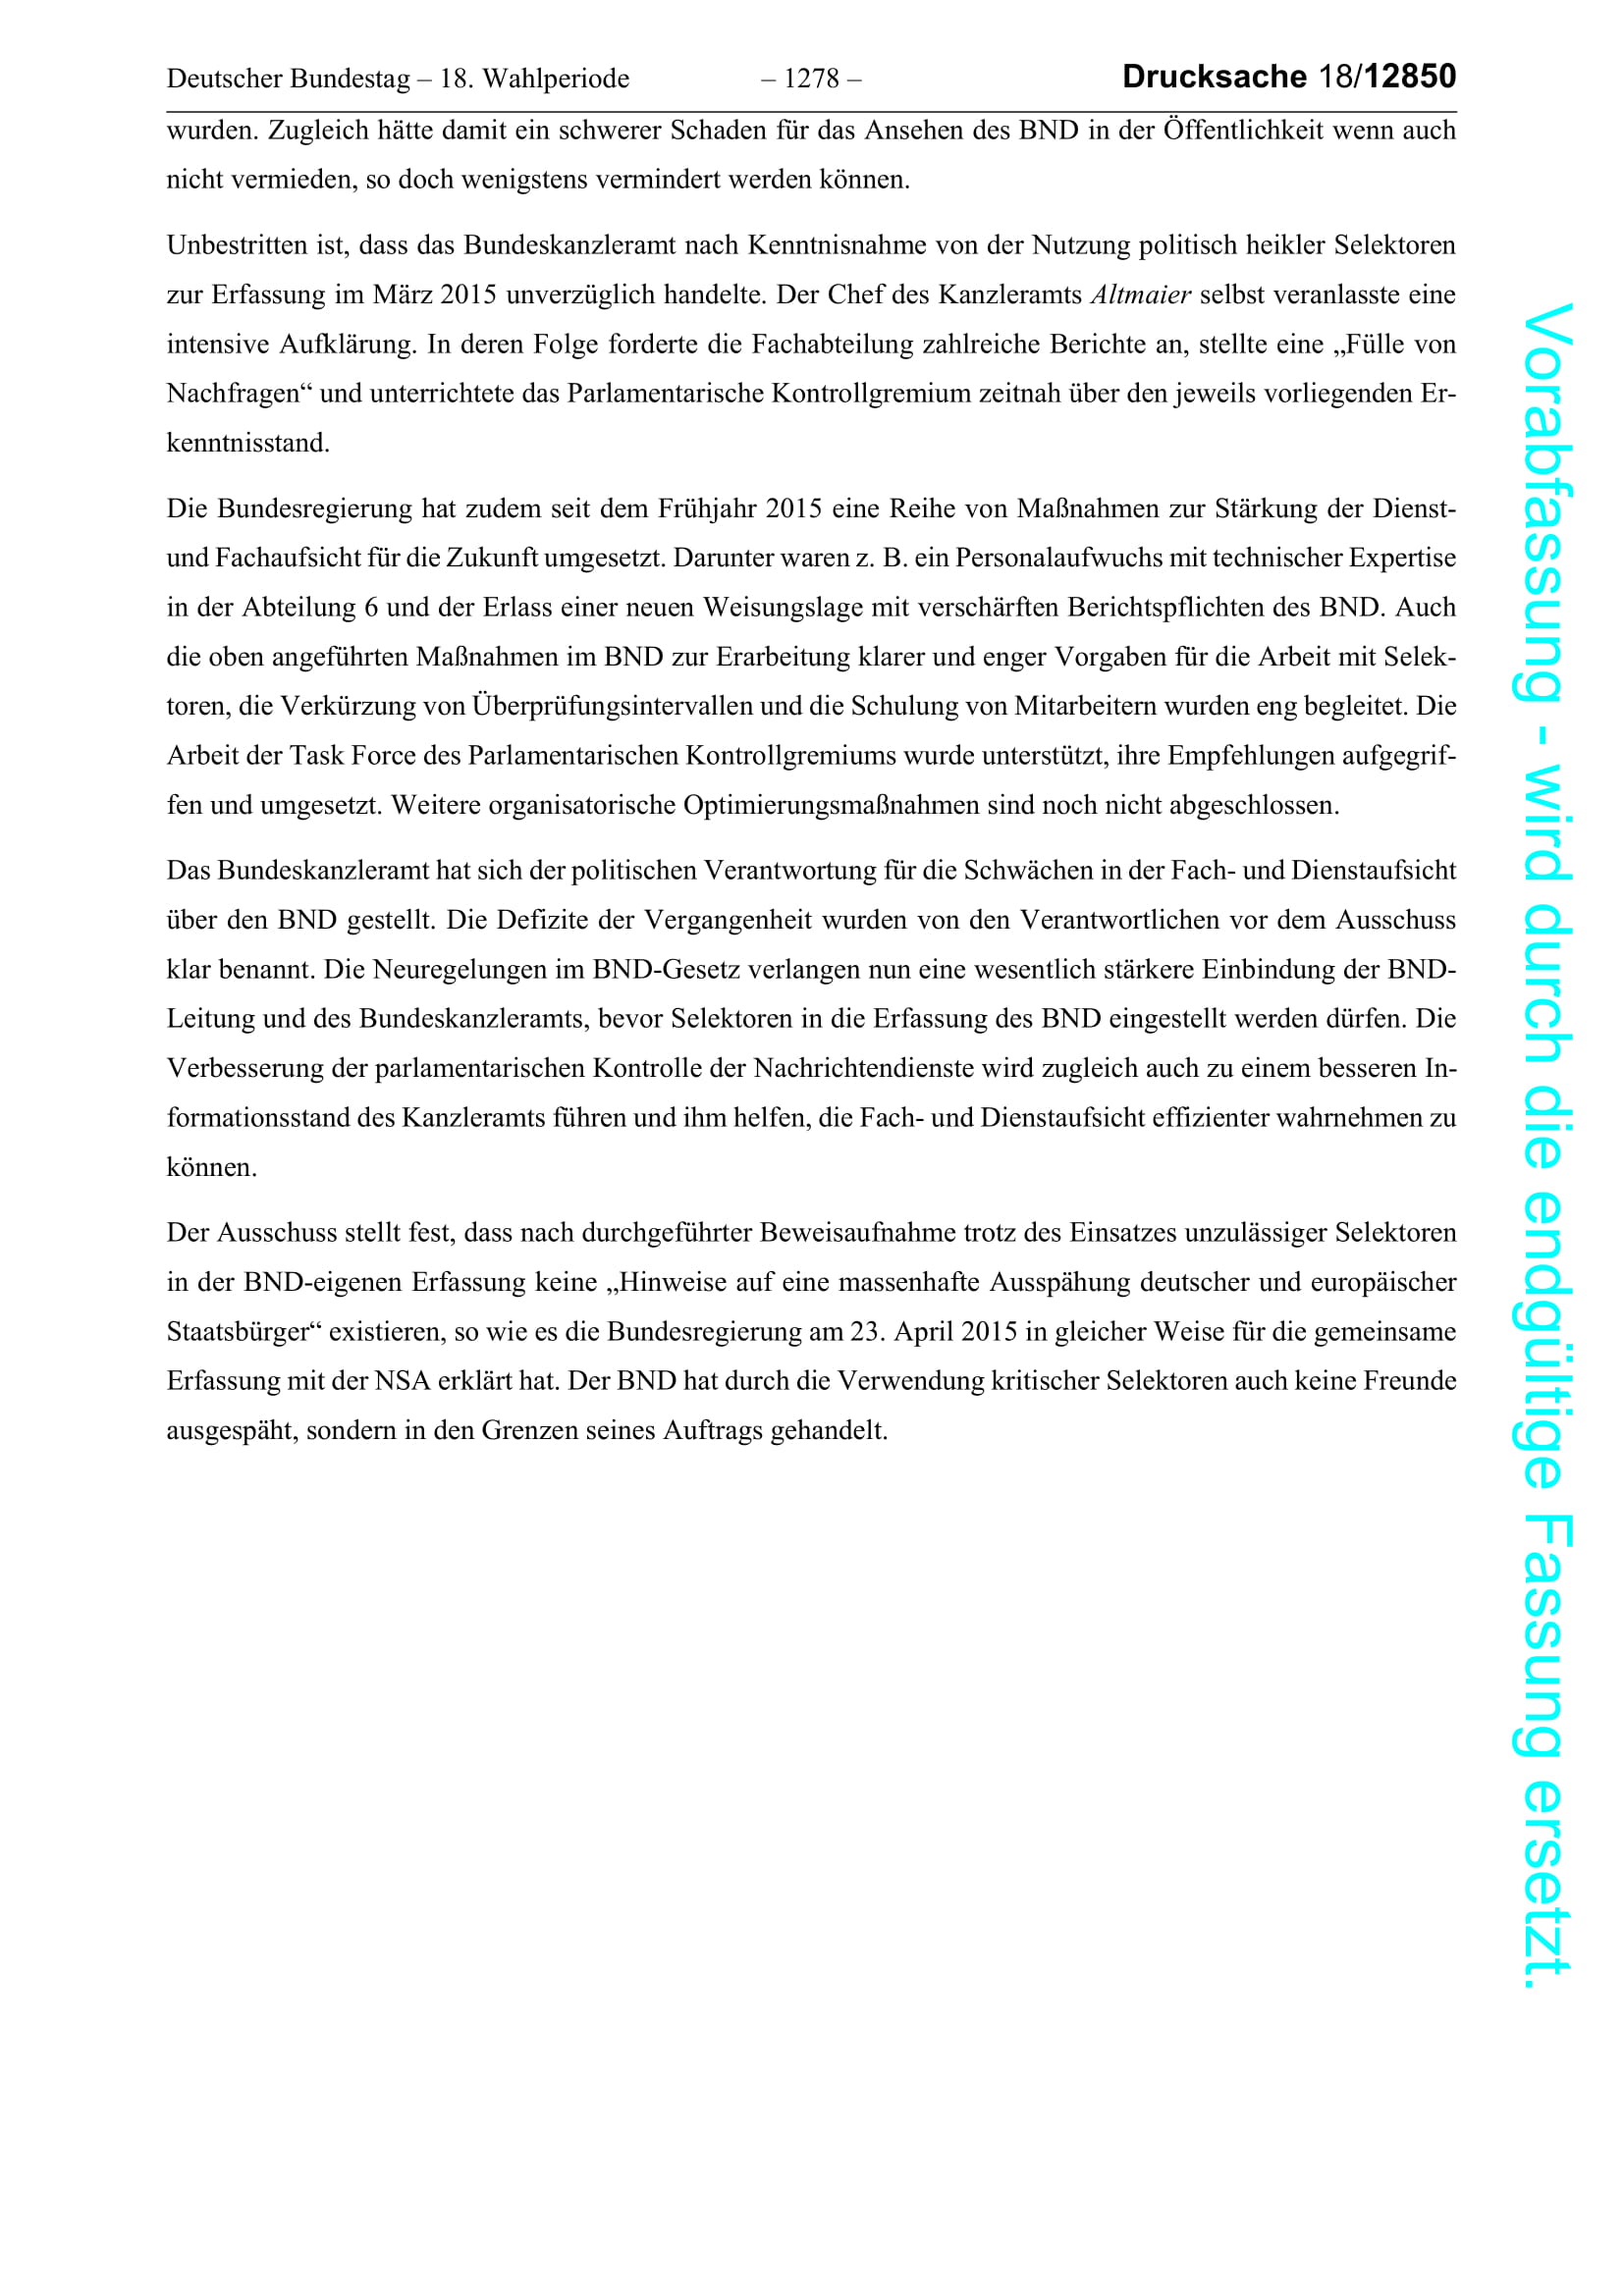 Deutscher Bundestag – 18. Wahlperiode – 1278 – Drucksache 18/12850
wurden. Zugleich hätte damit ein schwerer Schaden für das Ansehen des BND in der Öffentlichkeit wenn auch
nicht vermieden, so doch wenigstens vermindert werden können.
Unbestritten ist, dass das Bundeskanzleramt nach Kenntnisnahme von der Nutzung politisch heikler Selektoren
zur Erfassung im März 2015 unverzüglich handelte. Der Chef des Kanzleramts Altmaier selbst veranlasste eine
intensive Aufklärung. In deren Folge forderte die Fachabteilung zahlreiche Berichte an, stellte eine „Fülle von
Nachfragen“ und unterrichtete das Parlamentarische Kontrollgremium zeitnah über den jeweils vorliegenden Er-
kenntnisstand.
Die Bundesregierung hat zudem seit dem Frühjahr 2015 eine Reihe von Maßnahmen zur Stärkung der Dienst-
und Fachaufsicht für die Zukunft umgesetzt. Darunter waren z. B. ein Personalaufwuchs mit technischer Expertise
in der Abteilung 6 und der Erlass einer neuen Weisungslage mit verschärften Berichtspflichten des BND. Auch
die oben angeführten Maßnahmen im BND zur Erarbeitung klarer und enger Vorgaben für die Arbeit mit Selek-
toren, die Verkürzung von Überprüfungsintervallen und die Schulung von Mitarbeitern wurden eng begleitet. Die
Arbeit der Task Force des Parlamentarischen Kontrollgremiums wurde unterstützt, ihre Empfehlungen aufgegrif-
fen und umgesetzt. Weitere organisatorische Optimierungsmaßnahmen sind noch nicht abgeschlossen.
Das Bundeskanzleramt hat sich der politischen Verantwortung für die Schwächen in der Fach- und Dienstaufsicht
über den BND gestellt. Die Defizite der Vergangenheit wurden von den Verantwortlichen vor dem Ausschuss
klar benannt. Die Neuregelungen im BND-Gesetz verlangen nun eine wesentlich stärkere Einbindung der BND-
Leitung und des Bundeskanzleramts, bevor Selektoren in die Erfassung des BND eingestellt werden dürfen. Die
Verbesserung der parlamentarischen Kontrolle der Nachrichtendienste wird zugleich auch zu einem besseren In-
formationsstand des Kanzleramts führen und ihm helfen, die Fach- und Dienstaufsicht effizienter wahrnehmen zu
können.
Der Ausschuss stellt fest, dass nach durchgeführter Beweisaufnahme trotz des Einsatzes unzulässiger Selektoren
in der BND-eigenen Erfassung keine „Hinweise auf eine massenhafte Ausspähung deutscher und europäischer
Staatsbürger“ existieren, so wie es die Bundesregierung am 23. April 2015 in gleicher Weise für die gemeinsame
Erfassung mit der NSA erklärt hat. Der BND hat durch die Verwendung kritischer Selektoren auch keine Freunde
ausgespäht, sondern in den Grenzen seines Auftrags gehandelt.
Vorabfassung - wird durch die endgültige Fassung ersetzt.